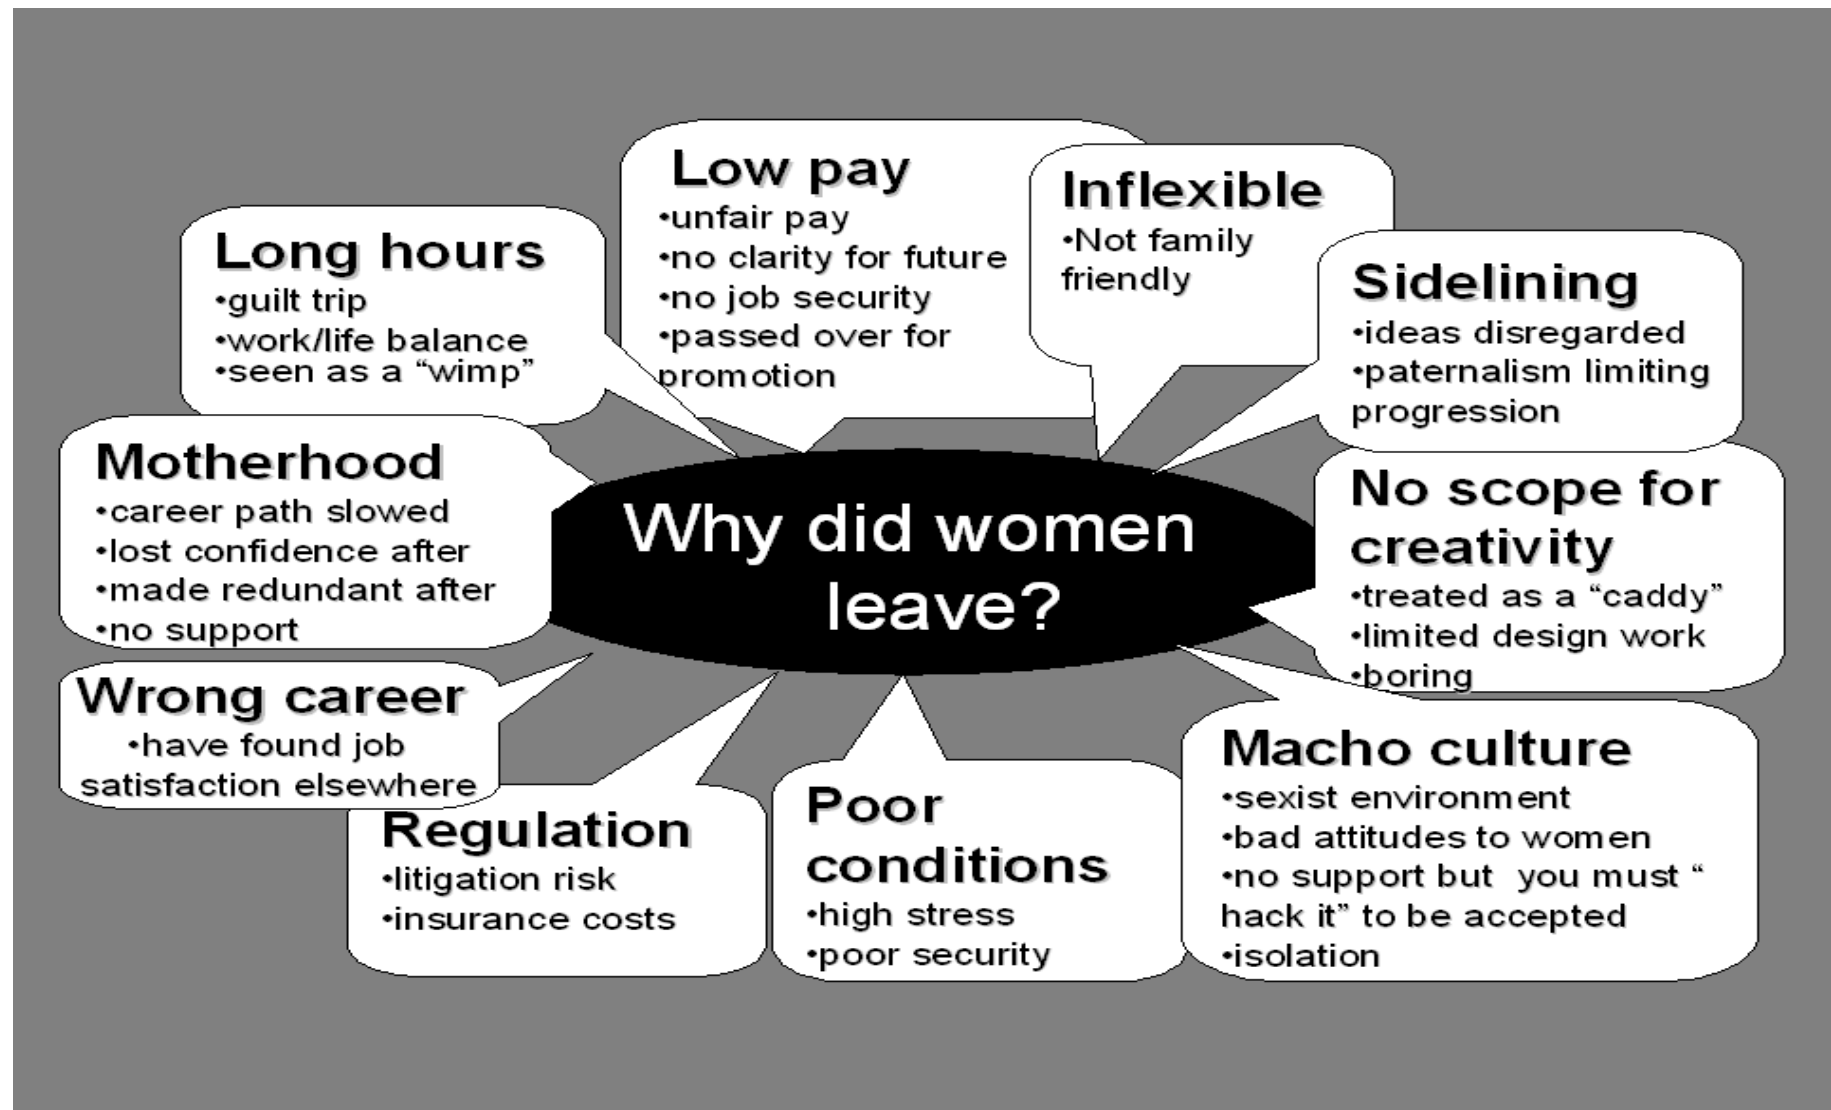 Low pay
•unfair pay
•no clarity for future
•no job security
•passed over for
promotion
Inflexible
•Not family
friendly
Long hours
•guilt trip
•work/life balance
•seen as a “wimp”
Sidelining
•ideas disregarded
•paternalism limiting
progression
Motherhood
•career path slowed
•lost confidence after
•made redundant after
•no support
Why did women
leave?
No scope for
creativity
•treated as a “caddy”
•limited design work
•boring
Wrong career
•have found job
satisfaction elsewhere
Regulation
•litigation risk
•insurance costs
Poor
conditions
•high stress
•poor security
Macho culture
•sexist environment
•bad attitudes to women
•no support but  you must “
hack it” to be accepted
•isolation